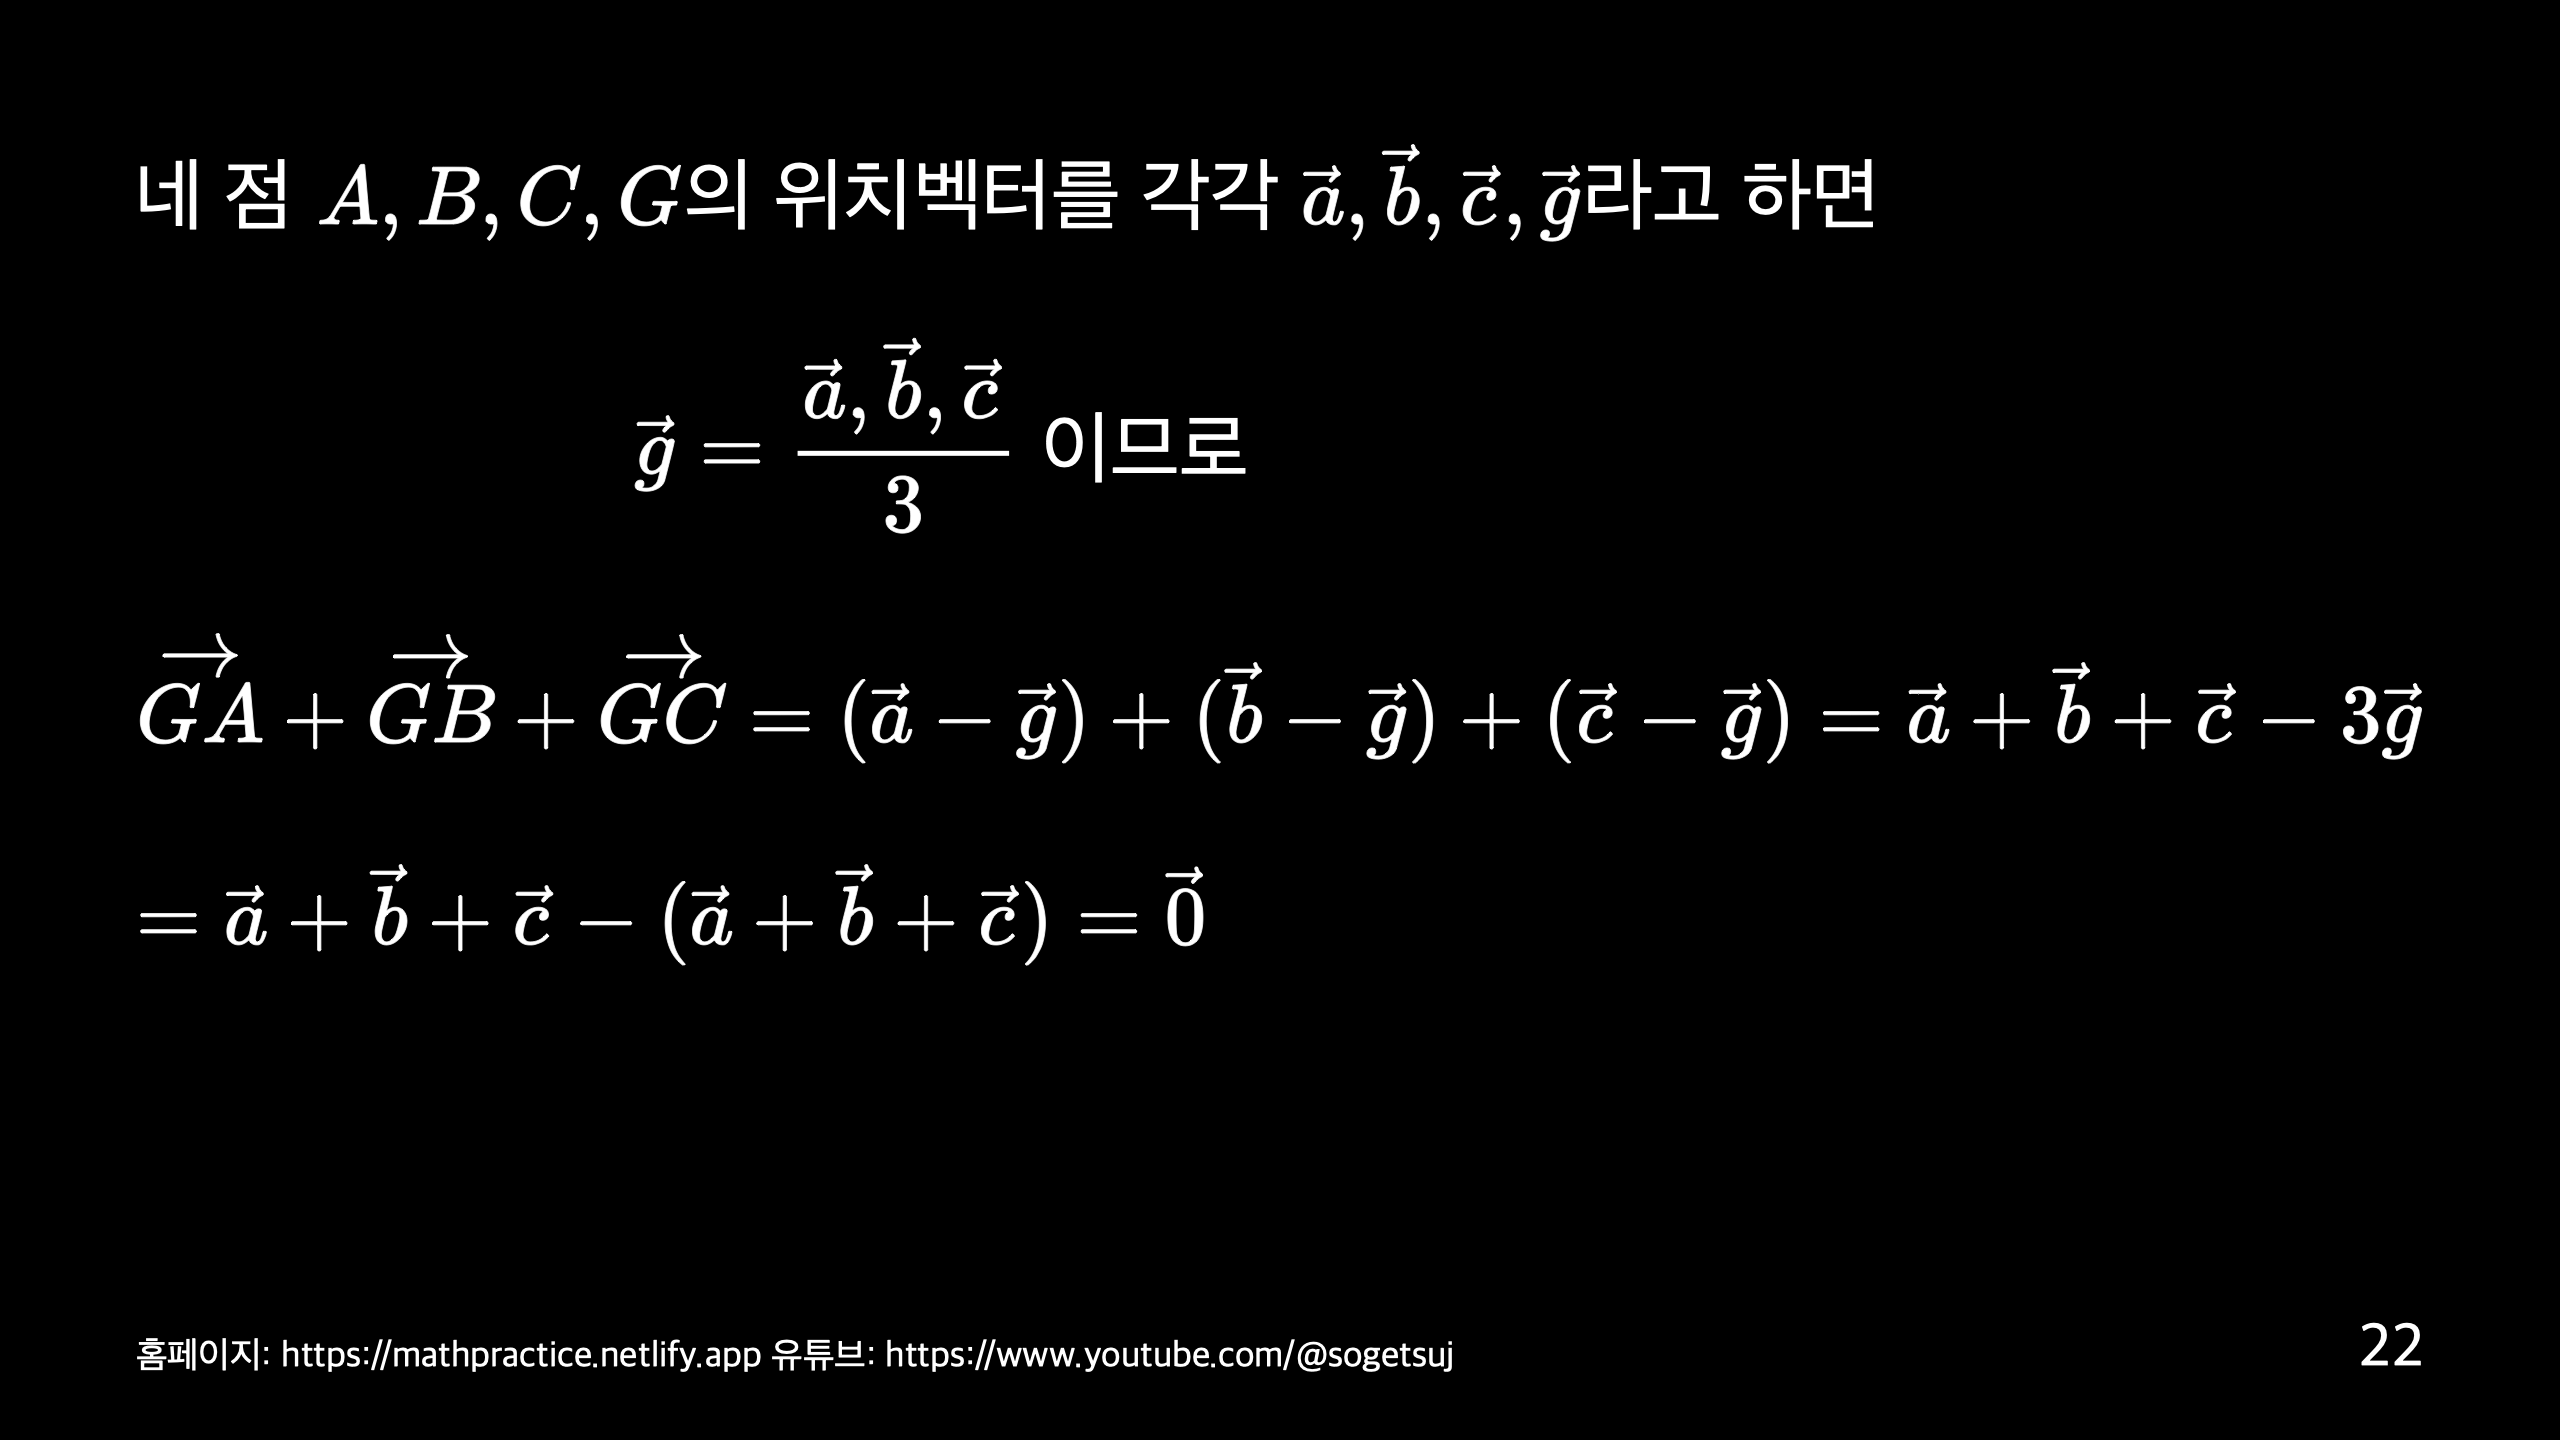 네 점 $A, B, C, G$의 위치벡터를 각각 $\vec{a}, \vec{b}, \vec{c}, \vec{g}$라고 하면
$\vec{g} = \dfrac{\vec{a}, \vec{b}, \vec{c}}{3}$ 이므로
$\overrightarrow{GA} + \overrightarrow{GB} + \overrightarrow{GC} = (\vec{a} - \vec{g}) + (\vec{b} - \vec{g}) + (\vec{c} - \vec{g}) = \vec{a} + \vec{b} + \vec{c} - 3\vec{g}$
$= \vec{a} + \vec{b} + \vec{c} - (\vec{a} + \vec{b} + \vec{c}) = \vec{0}$
홈페이지: https://mathpractice.netlify.app 유튜브: https://www.youtube.com/@sogetsuj
22